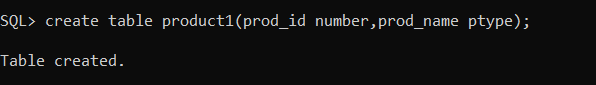 SQL> create table product1(prod_id number,prod_name ptype);
Table created.